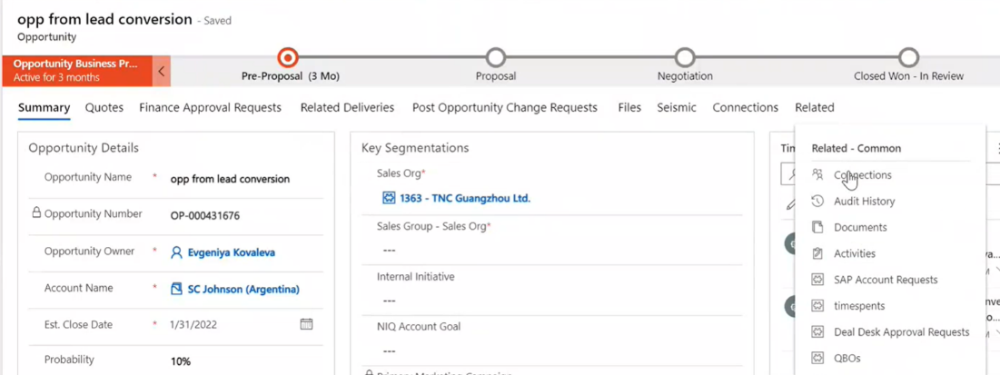 opp from lead conversion - Saved
Opportunity
Opportunity Business Pr...
Active for 3 months
Pre-Proposal (3 Mo)
Proposal
Negotiation
Closed Won - In Review
Summary Quotes Finance Approval Requests Related Deliveries Post Opportunity Change Requests Files Seismic Connections Related
Opportunity Details
Opportunity Name * opp from lead conversion
Opportunity Number OP-000431676
Opportunity Owner * Evgeniya Kovaleva
Account Name * SC Johnson (Argentina)
Est. Close Date * 1/31/2022
Probability 10%
Key Segmentations
Sales Org*
1363 - TNC Guangzhou Ltd.
Sales Group - Sales Org*
---
Internal Initiative
---
NIQ Account Goal
---
Tim
Related - Common
Connections
Audit History
Documents
Activities
SAP Account Requests
timespents
Deal Desk Approval Requests
QBOs